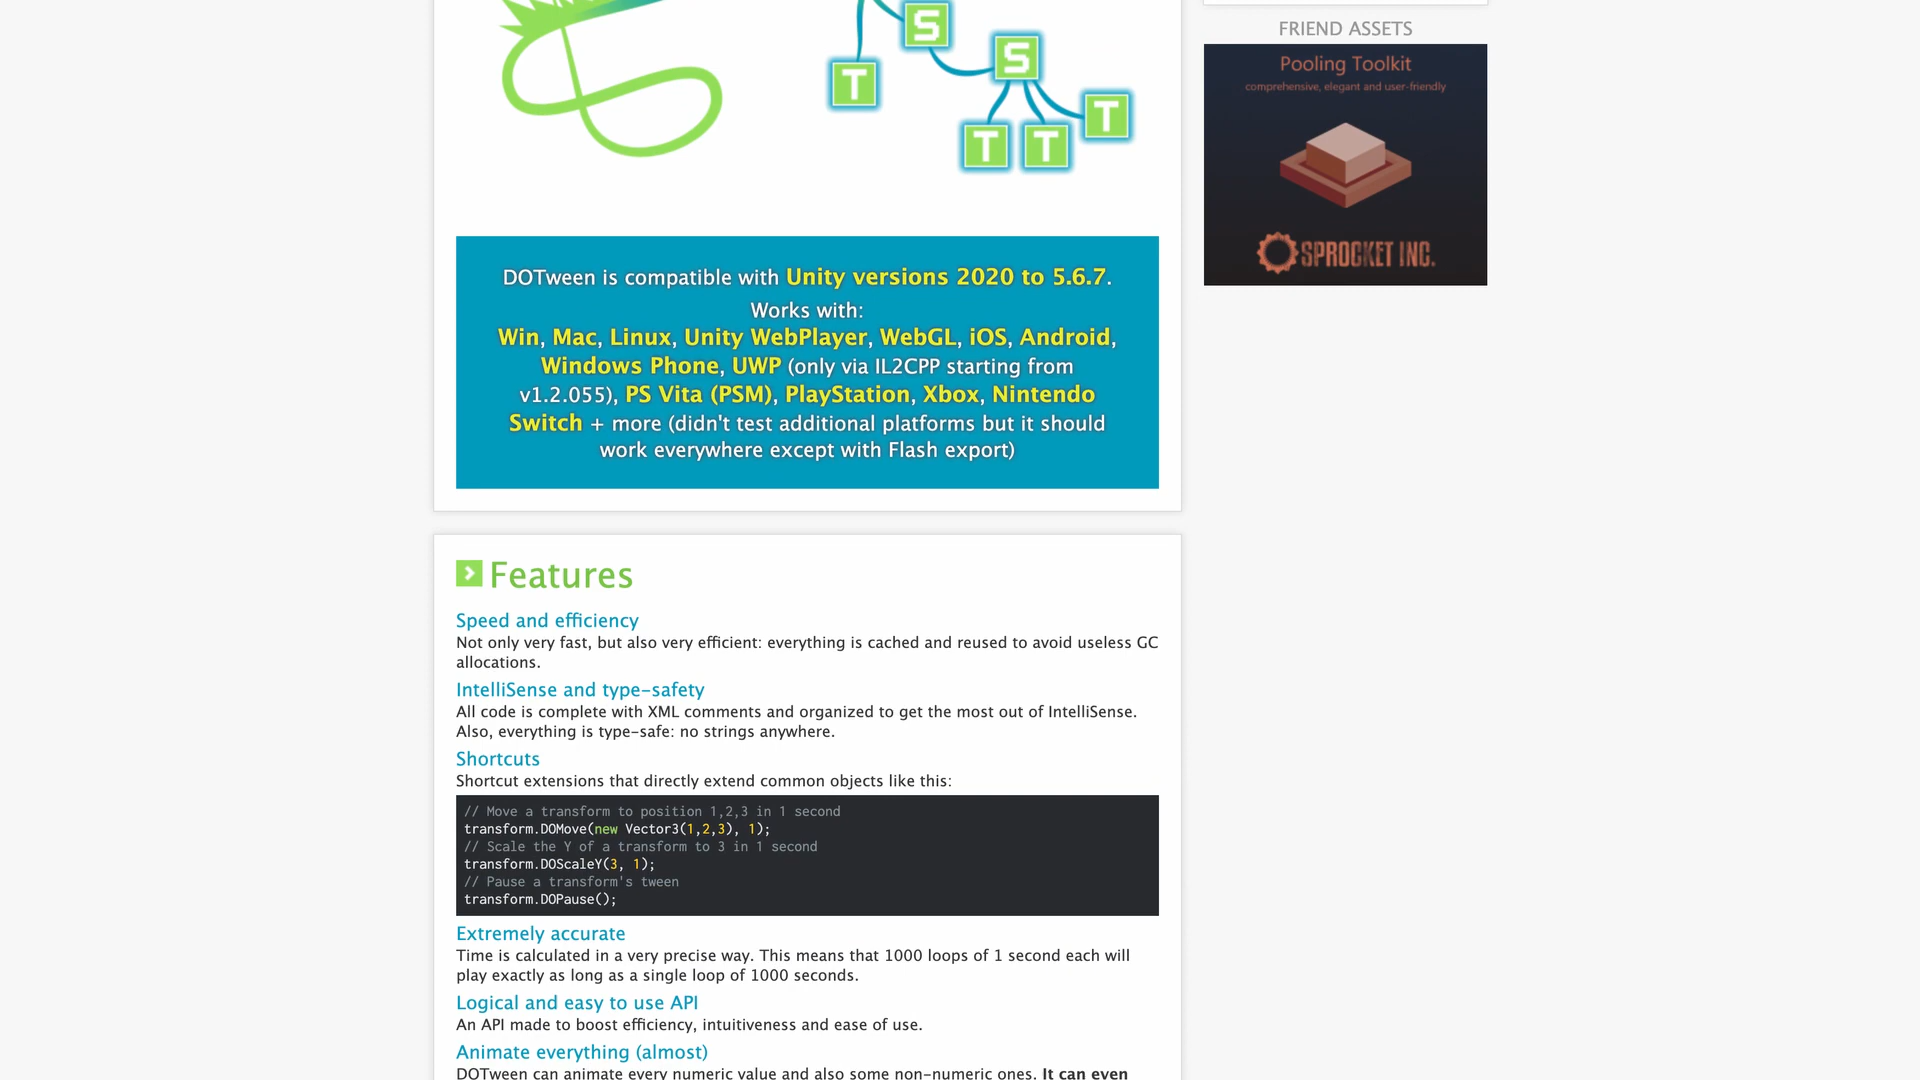 S
S
T
T
T
T
DOTween is compatible with Unity versions 2020 to 5.6.7.
Works with:
Win, Mac, Linux, Unity WebPlayer, WebGL, iOS, Android,
Windows Phone, UWP (only via IL2CPP starting from
v1.2.055), PS Vita (PSM), PlayStation, Xbox, Nintendo
Switch + more (didn't test additional platforms but it should
work everywhere except with Flash export)
Features
Speed and efficiency
Not only very fast, but also very efficient: everything is cached and reused to avoid useless GC
allocations.
IntelliSense and type-safety
All code is complete with XML comments and organized to get the most out of IntelliSense.
Also, everything is type-safe: no strings anywhere.
Shortcuts
Shortcut extensions that directly extend common objects like this:
// Move a transform to position 1,2,3 in 1 second
transform.DOMove(new Vector3(1,2,3), 1);
// Scale the Y of a transform to 3 in 1 second
transform.DOScaleY(3, 1);
// Pause a transform's tween
transform.DOPause();
Extremely accurate
Time is calculated in a very precise way. This means that 1000 loops of 1 second each will
play exactly as long as a single loop of 1000 seconds.
Logical and easy to use API
An API made to boost efficiency, intuitiveness and ease of use.
Animate everything (almost)
DOTween can animate every numeric value and also some non-numeric ones. It can even
FRIEND ASSETS
Pooling Toolkit
comprehensive, elegant and user-friendly
SPROCKET INC.